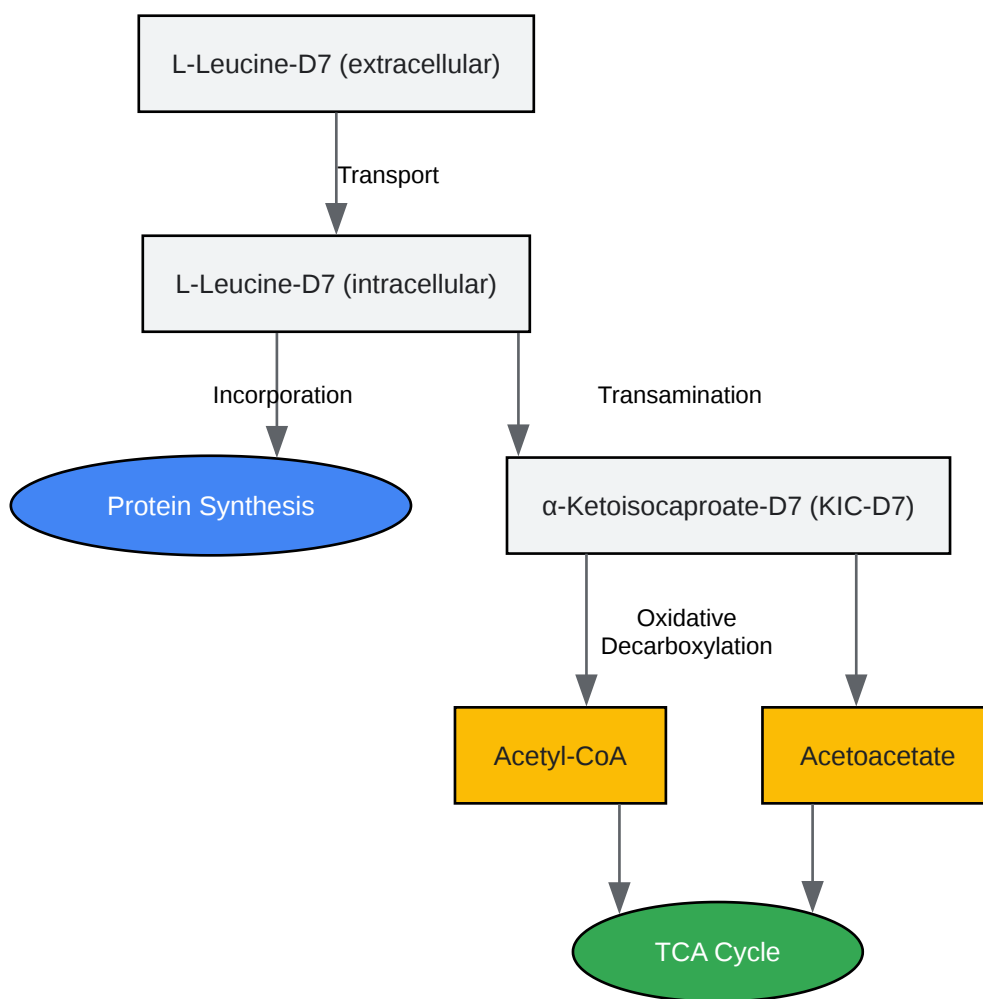 L-Leucine-D7 (extracellular)
Transport
L-Leucine-D7 (intracellular)
Incorporation
Transamination
Protein Synthesis
α-Ketoisocaproate-D7 (KIC-D7)
Oxidative
Decarboxylation
Acetyl-CoA
Acetoacetate
TCA Cycle